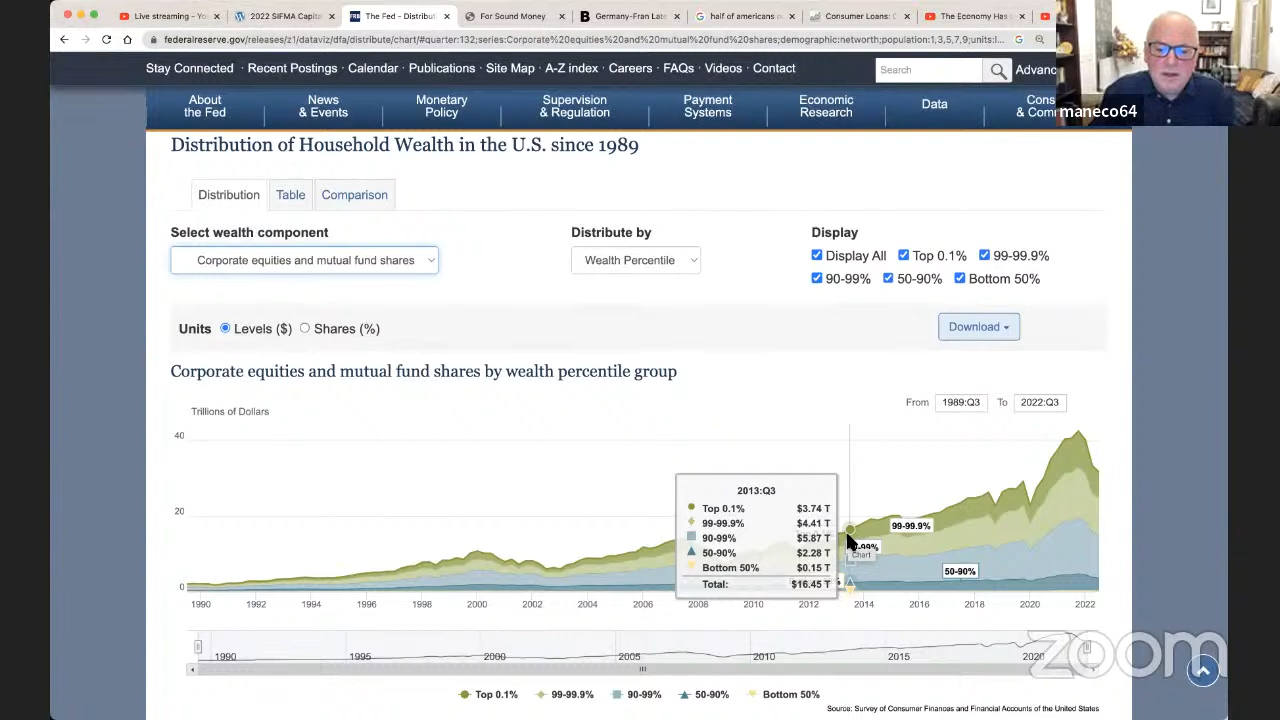 Live streaming - Yo
2022 SIFMA Capita
FRB The Fed - Distribut
For Sound Money
Germany-Fran Late
half of americans o
Consumer Loans: C
The Economy Has
federalreserve.gov/releases/z1/dataviz/dfa/distribute/chart/#quarter:132;series:Corporate%20equities%20and%20mutual%20fund%20shares;demographic:networth;population:1,3,5,7,9;units:l...
Stay Connected Recent Postings Calendar Publications Site Map A-Z index Careers FAQs Videos Contact
Search
Advanc
About the Fed
News & Events
Monetary Policy
Supervision & Regulation
Payment Systems
Economic Research
Data
Cons & Com
maneco64
Distribution of Household Wealth in the U.S. since 1989
Distribution Table Comparison
Select wealth component Distribute by Display
Corporate equities and mutual fund shares Wealth Percentile
Display All Top 0.1% 99-99.9%
90-99% 50-90% Bottom 50%
Units Levels ($) Shares (%)
Download
Corporate equities and mutual fund shares by wealth percentile group
From 1989:Q3 To 2022:Q3
Trillions of Dollars
40
20
0
2013:Q3
Top 0.1% $3.74 T
99-99.9% $4.41 T
90-99% $5.87 T
50-90% $2.28 T
Bottom 50% $0.15 T
Total: $16.45 T
99-99.9%
Chart
50-90%
1990 1992 1994 1996 1998 2000 2002 2004 2006 2008 2010 2012 2014 2016 2018 2020 2022
1990 1995 2000 2005 2010 2015 2020
zoom
Top 0.1% 99-99.9% 90-99% 50-90% Bottom 50%
Source: Survey of Consumer Finances and Financial Accounts of the United States